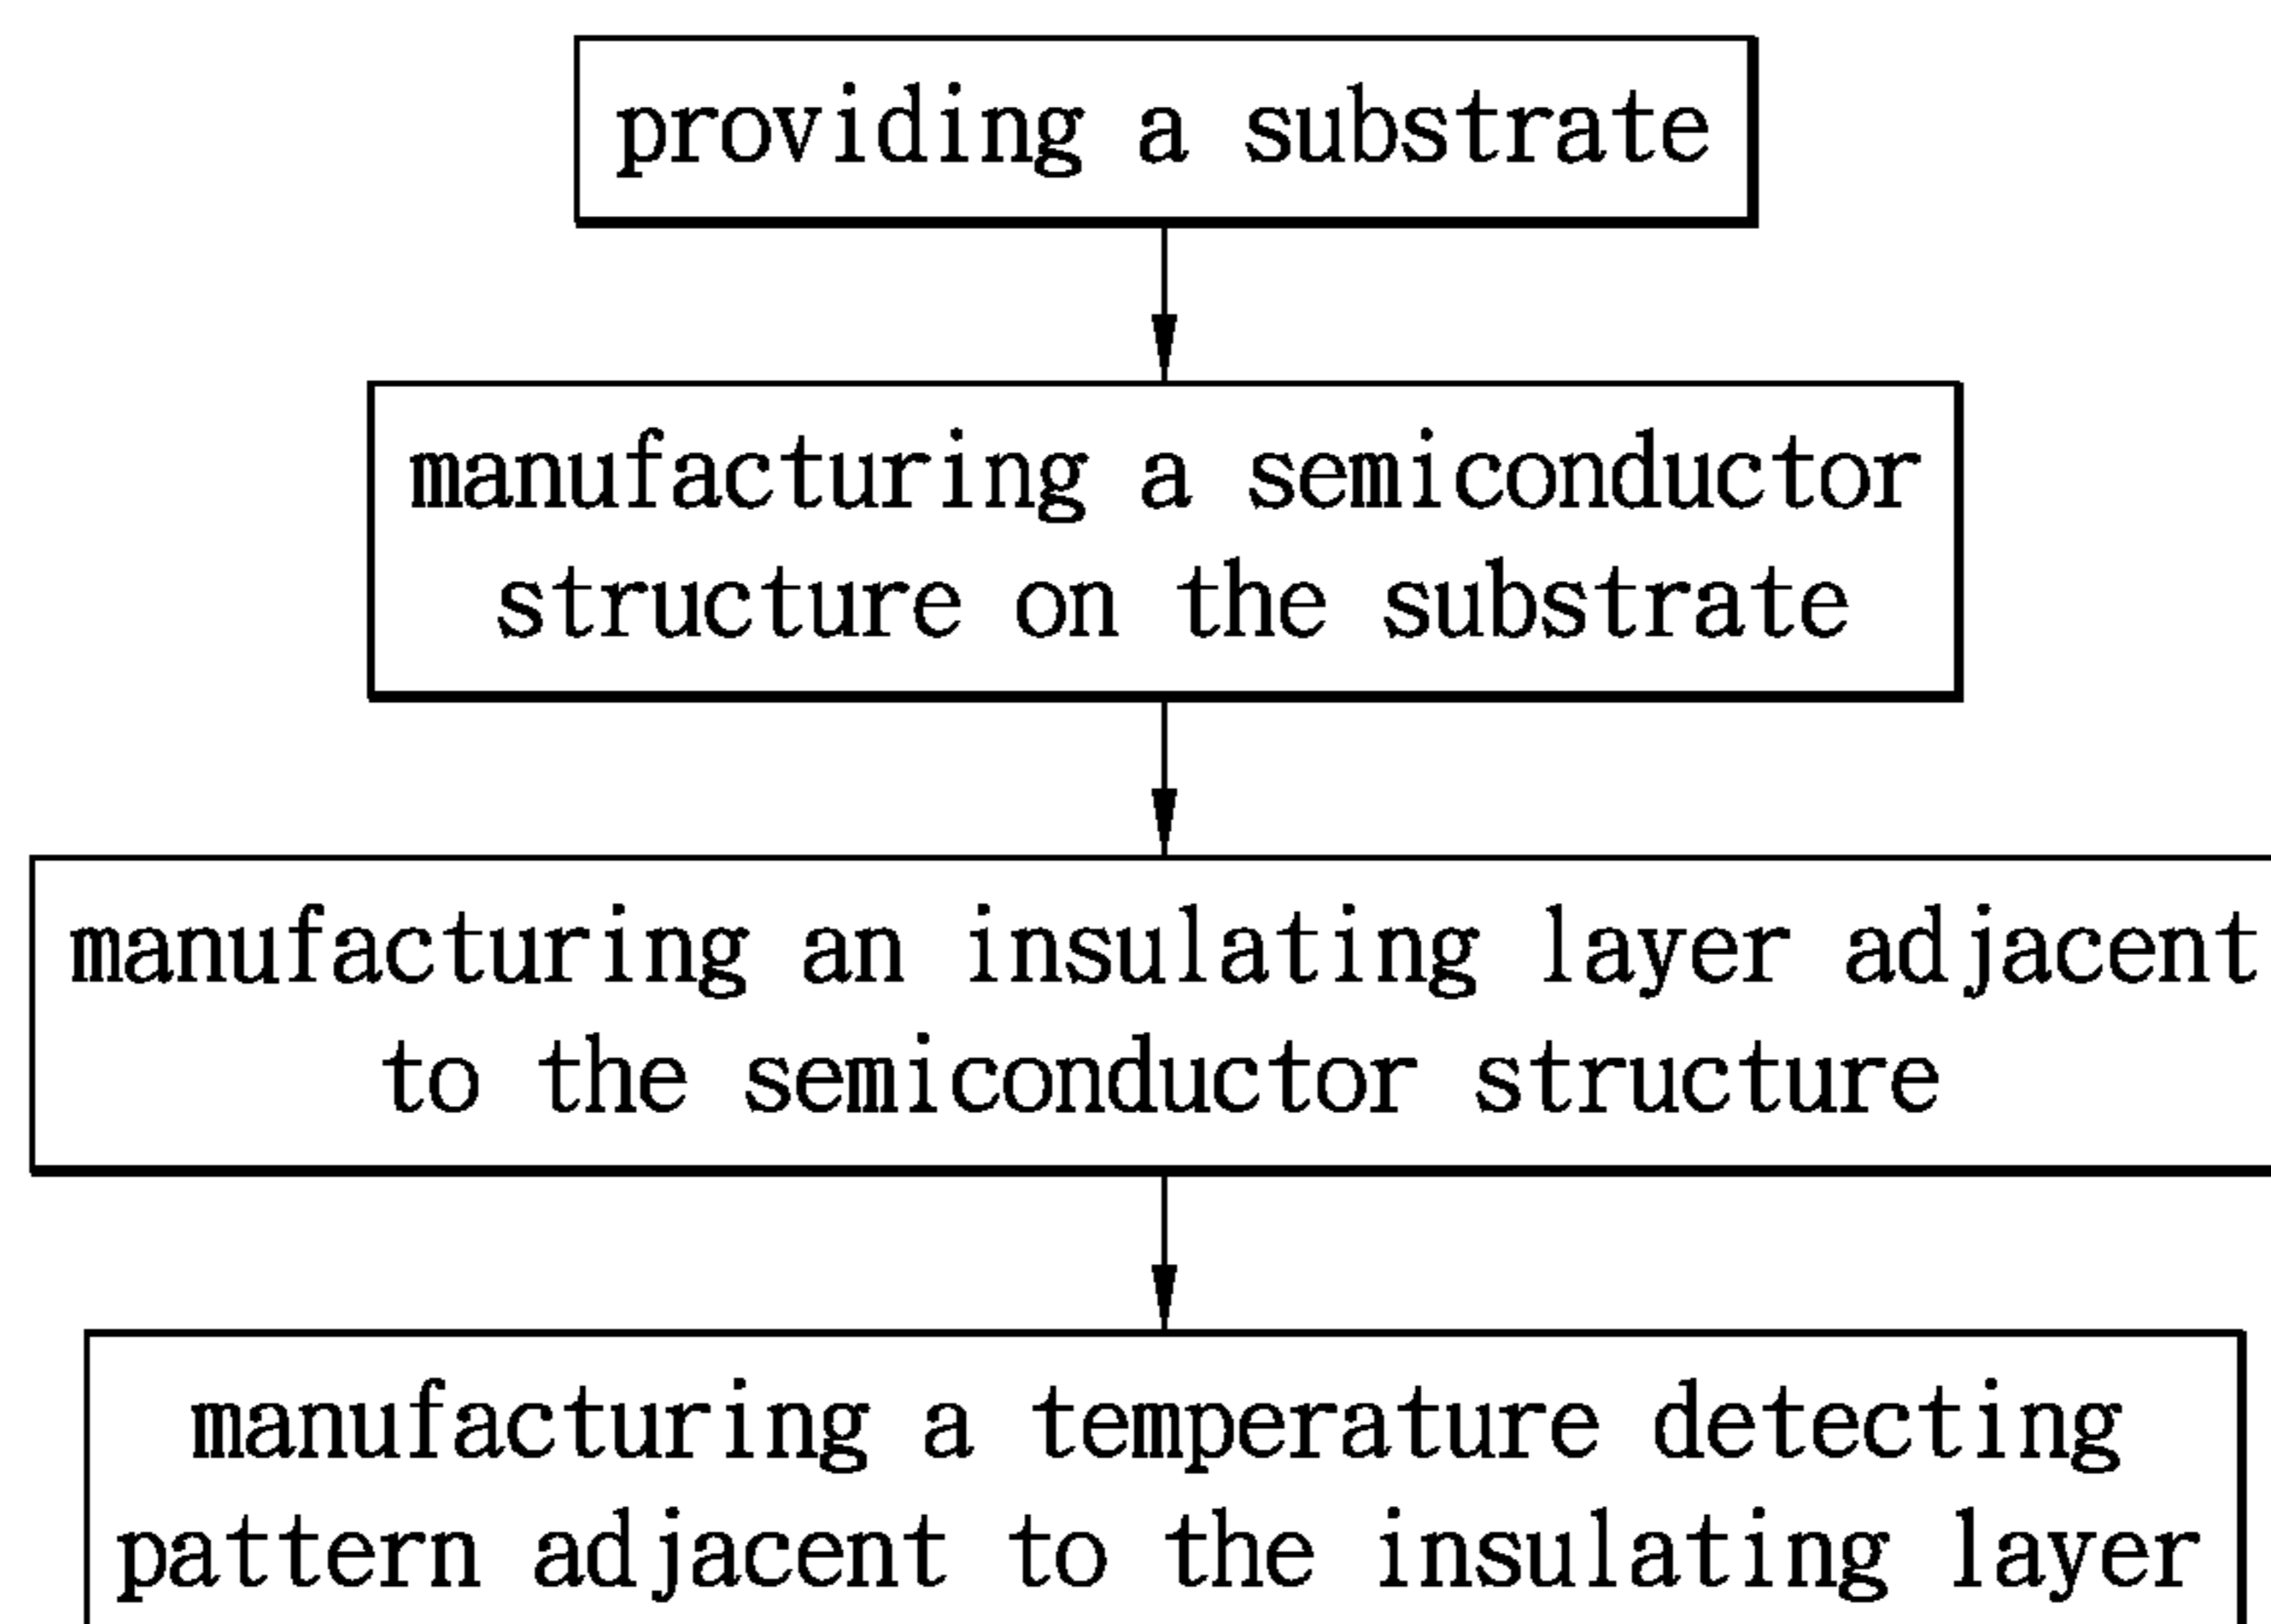 providing a substrate
manufacturing a semiconductor
structure on the substrate
manufacturing an insulating layer adjacent
to the semiconductor structure
manufacturing a temperature detecting
pattern adjacent to the insulating layer